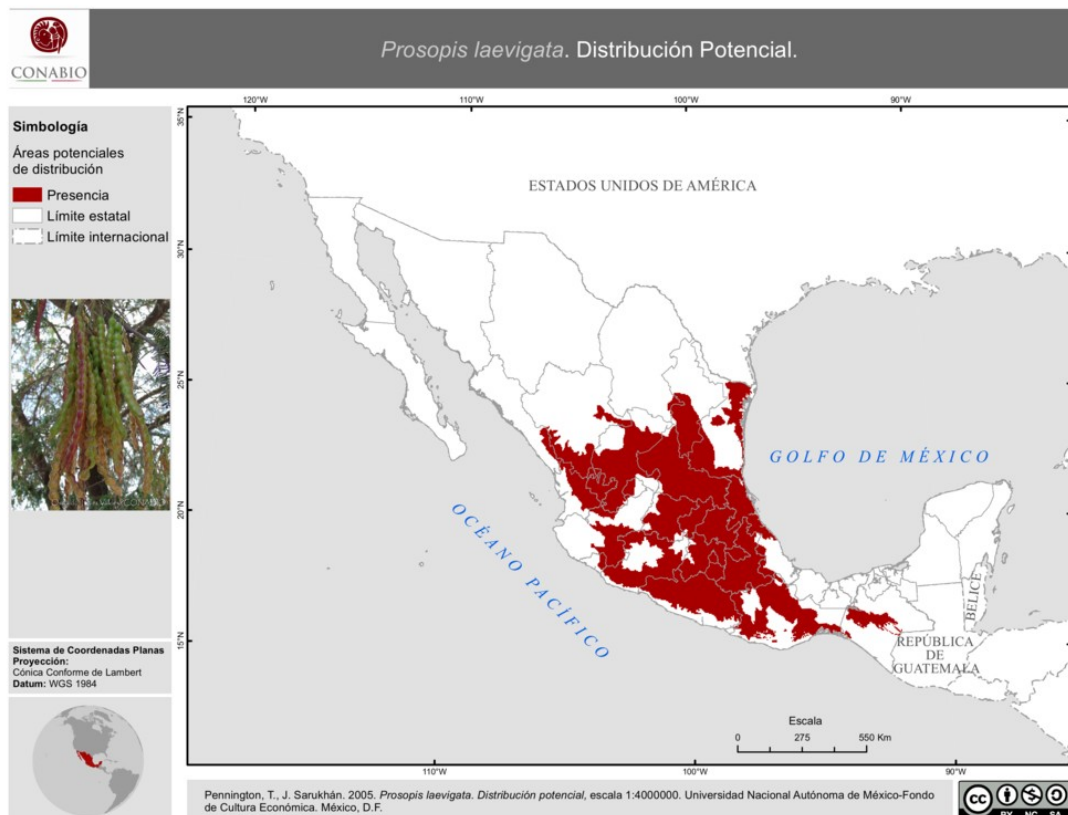 CONABIO
Prosopis laevigata. Distribución Potencial.
Simbología
Áreas potenciales
de distribución
Presencia
Límite estatal
Límite internacional
120°W
110°W
100°W
90°W
35°N
30°N
25°N
20°N
15°N
ESTADOS UNIDOS DE AMÉRICA
GOLFO DE MÉXICO
OCÉANO PACÍFICO
BELICE
REPÚBLICA
DE
GUATEMALA
Escala
0 275 550 Km
110°W
100°W
90°W
Sistema de Coordenadas Planas
Proyección:
Cónica Conforme de Lambert
Datum: WGS 1984
Pennington, T., J. Sarukhán. 2005. Prosopis laevigata. Distribución potencial, escala 1:4000000. Universidad Nacional Autónoma de México-Fondo
de Cultura Económica. México, D.F.
cc
BY NC SA